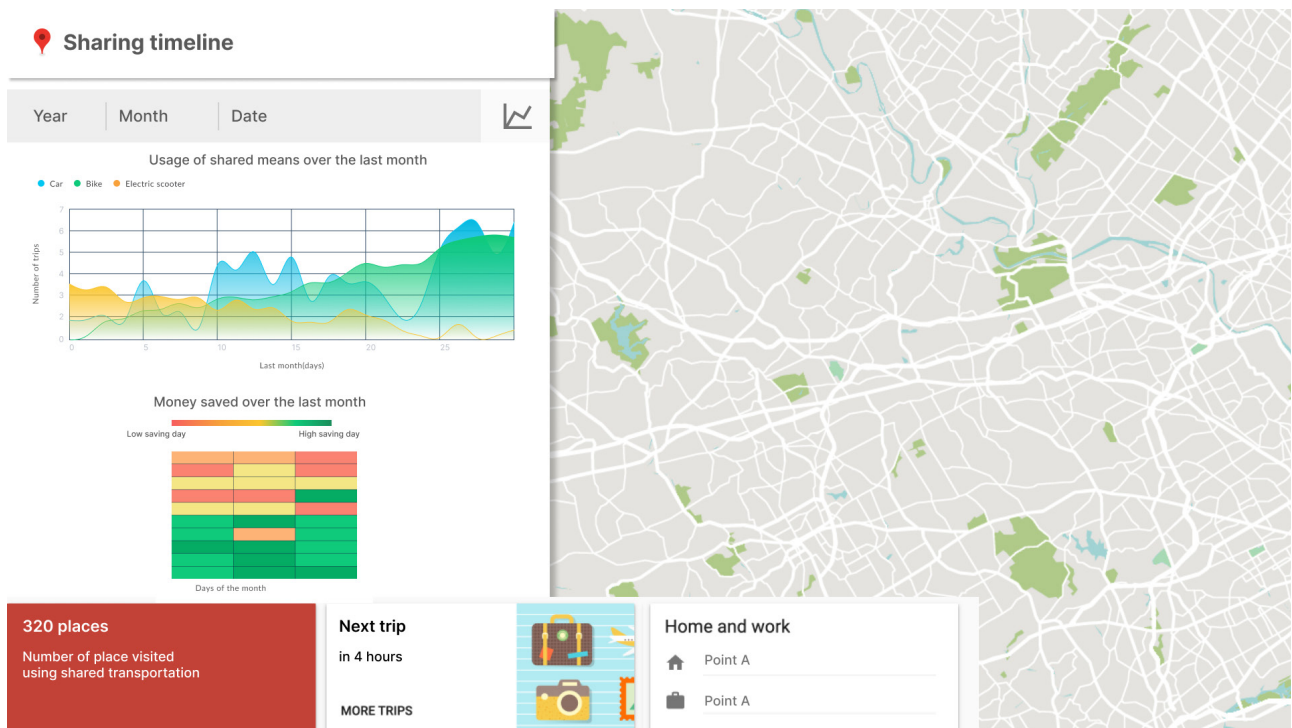 Sharing timeline
Year Month Date
Usage of shared means over the last month
Car Bike Electric scooter
7
6
5
4
3
2
0
Number of trips
0 5 10 15 20 25
Last month(days)
Money saved over the last month
Low saving day High saving day
Days of the month
320 places
Number of place visited
using shared transportation
Next trip
in 4 hours
MORE TRIPS
Home and work
Point A
Point A